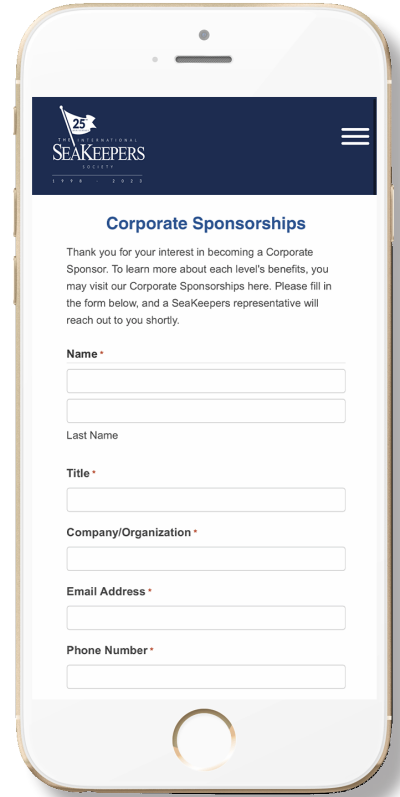 25
THE INTERNATIONAL
SEAKEEPERS
SOCIETY
1998 - 2023
Corporate Sponsorships
Thank you for your interest in becoming a Corporate
Sponsor. To learn more about each level's benefits, you
may visit our Corporate Sponsorships here. Please fill in
the form below, and a SeaKeepers representative will
reach out to you shortly.
Name *
Last Name
Title *
Company/Organization *
Email Address *
Phone Number *